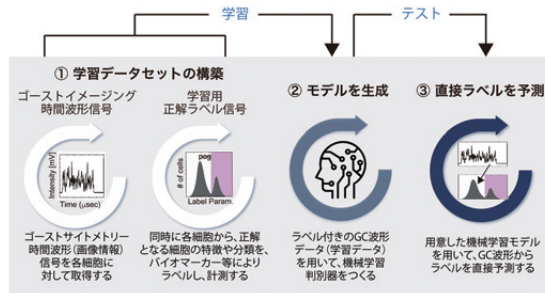 学習
テスト
① 学習データセットの構築
ゴーストイメージング
時間波形信号
学習用
正解ラベル信号
② モデルを生成
③ 直接ラベルを予測
Intensity [mV]
Time (μsec)
# of cells
Label Param.
ゴーストサイトメトリー
時間波形(画像情報)
信号を各細胞に
対して取得する
同時に各細胞から、正解
となる細胞の特徴や分類を、
バイオマーカー等により
ラベルし、計測する
ラベル付きのGC波形
データ(学習データ)
を用いて、機械学習
判別器をつくる
用意した機械学習モデル
を用いて、GC波形から
ラベルを直接予測する